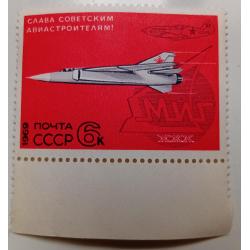 СЛАВА СОВЕТСКИМ
АВИАСТРОИТЕЛЯМ!
МИГ
1969
ПОЧТА
СССР 6к